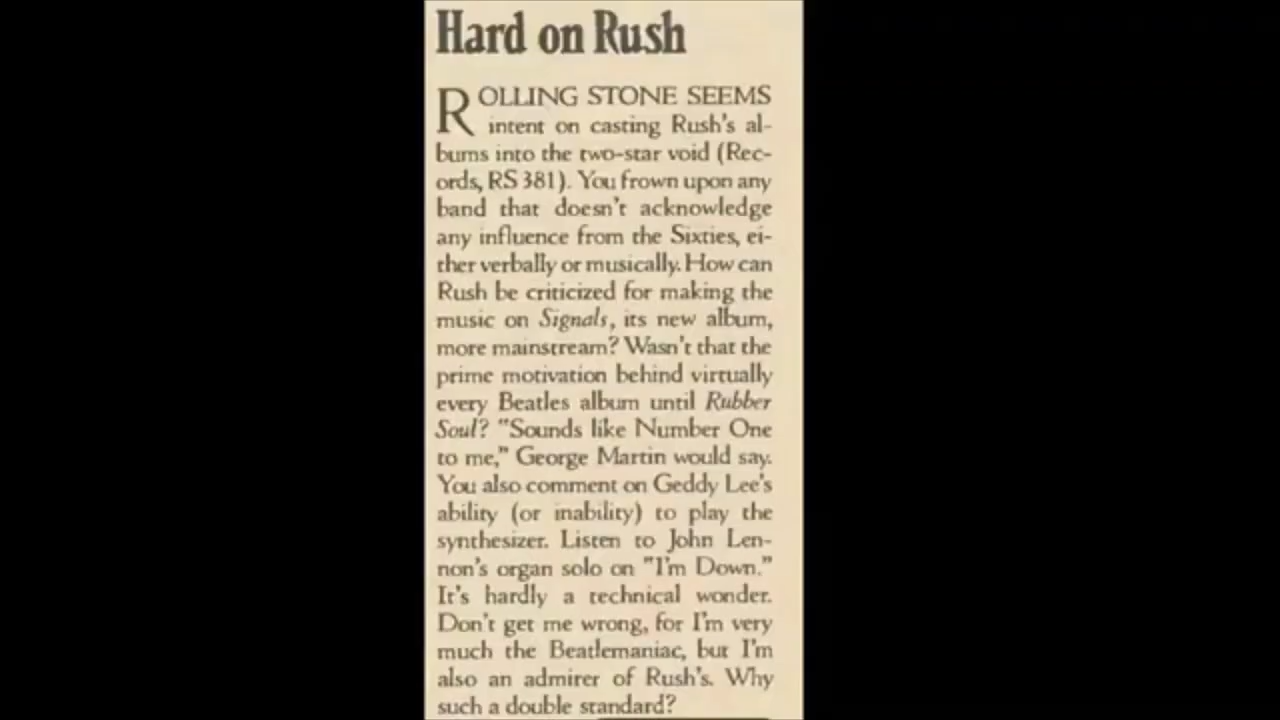 Hard on Rush
ROLLING STONE SEEMS
intent on casting Rush's al-
bums into the two-star void (Rec-
ords, RS 381). You frown upon any
band that doesn't acknowledge
any influence from the Sixties, ei-
ther verbally or musically. How can
Rush be criticized for making the
music on Signals, its new album,
more mainstream? Wasn't that the
prime motivation behind virtually
every Beatles album until Rubber
Soul? "Sounds like Number One
to me," George Martin would say.
You also comment on Geddy Lee's
ability (or inability) to play the
synthesizer. Listen to John Len-
non's organ solo on "I'm Down."
It's hardly a technical wonder.
Don't get me wrong, for I'm very
much the Beatlemaniac, but I'm
also an admirer of Rush's. Why
such a double standard?